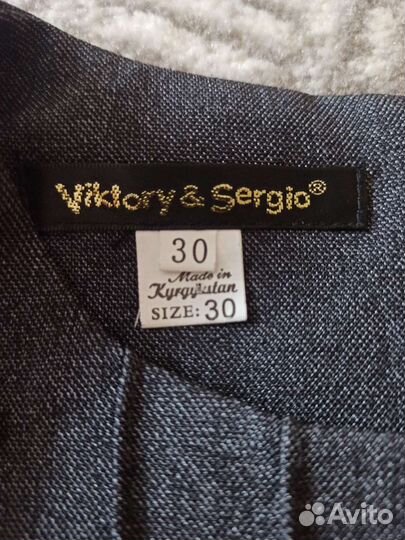 Viktory & Sergio®
30
Made in
Kyrgyzstan
SIZE: 30
Avito